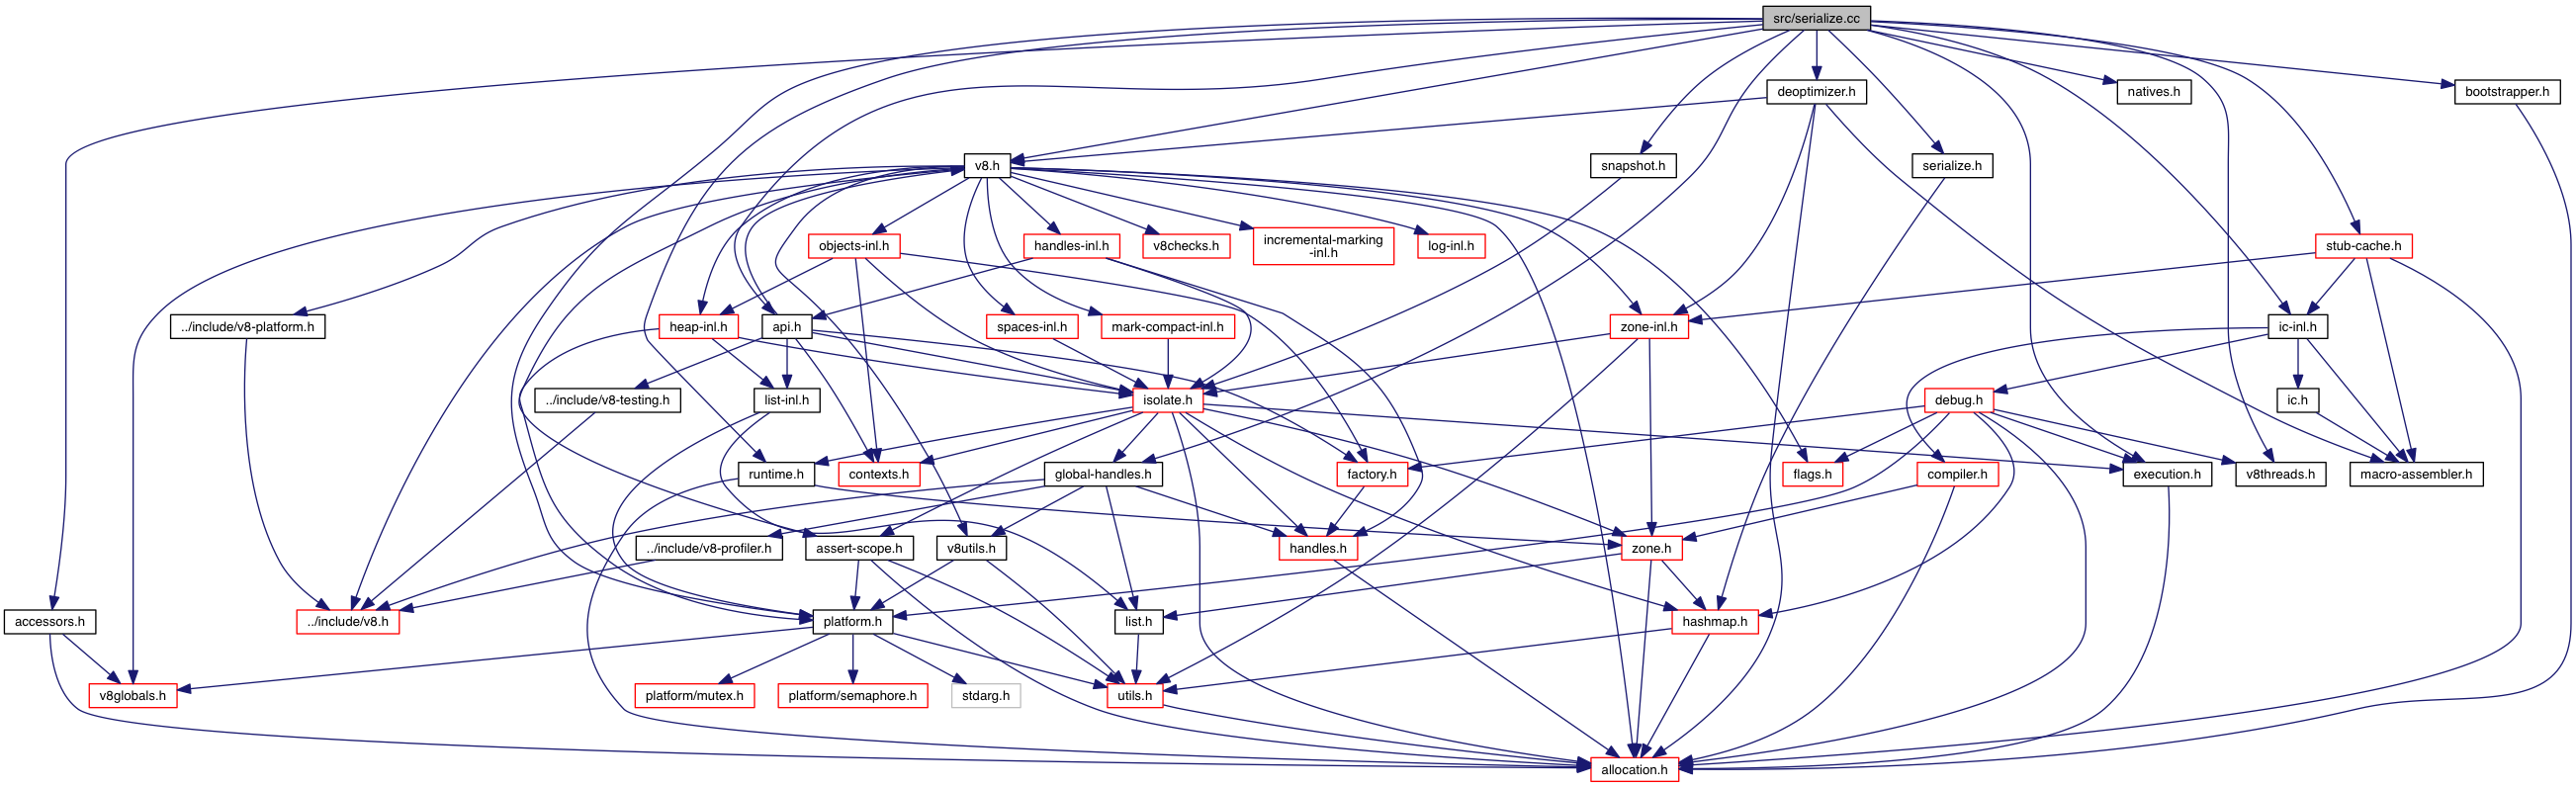 src/serialize.cc
deoptimizer.h
natives.h
bootstrapper.h
v8.h
snapshot.h
serialize.h
objects-inl.h
handles-inl.h
v8checks.h
incremental-marking
-inl.h
log-inl.h
stub-cache.h
../include/v8-platform.h
heap-inl.h
api.h
spaces-inl.h
mark-compact-inl.h
zone-inl.h
ic-inl.h
../include/v8-testing.h
list-inl.h
isolate.h
debug.h
ic.h
runtime.h
contexts.h
global-handles.h
factory.h
flags.h
compiler.h
execution.h
v8threads.h
macro-assembler.h
../include/v8-profiler.h
assert-scope.h
v8utils.h
handles.h
zone.h
accessors.h
../include/v8.h
platform.h
list.h
hashmap.h
v8globals.h
platform/mutex.h
platform/semaphore.h
stdarg.h
utils.h
allocation.h